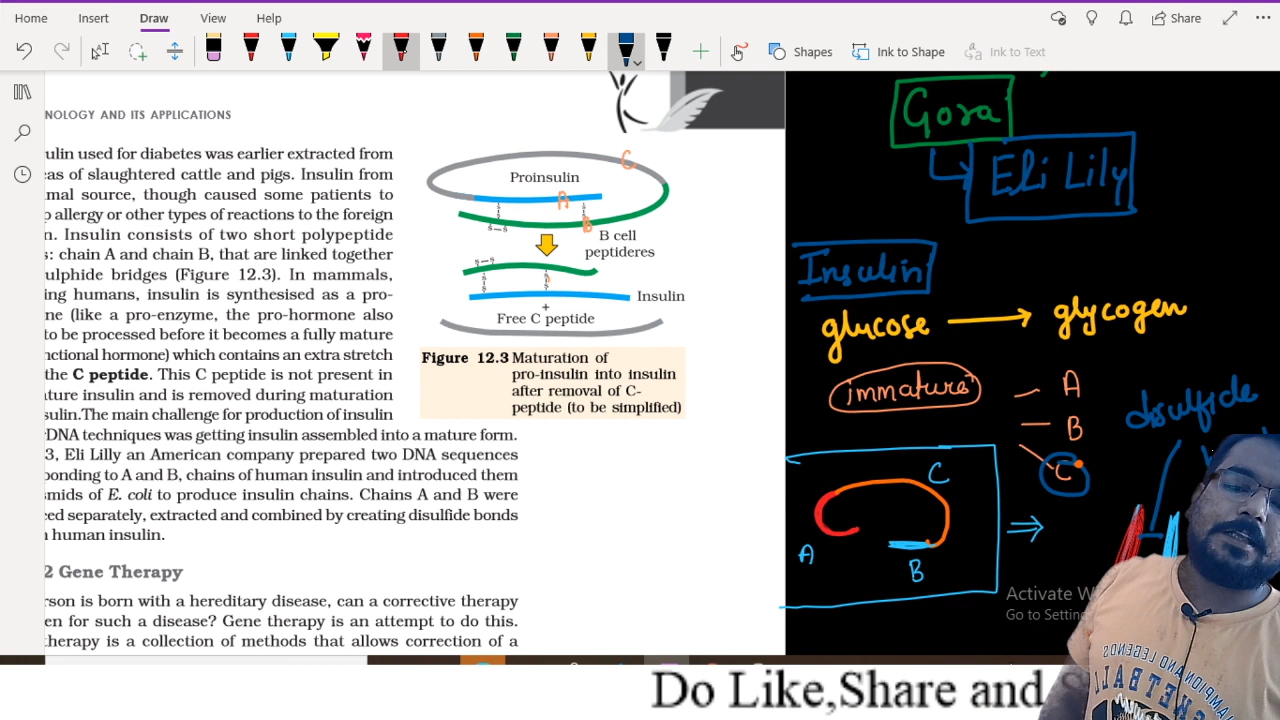 Home Insert Draw View Help
Share
Shapes Ink to Shape Ink to Text
NOLOGY AND ITS APPLICATIONS
ulin used for diabetes was earlier extracted from
eas of slaughtered cattle and pigs. Insulin from
mal source, though caused some patients to
p allergy or other types of reactions to the foreign
n. Insulin consists of two short polypeptide
s: chain A and chain B, that are linked together
ulphide bridges (Figure 12.3). In mammals,
ing humans, insulin is synthesised as a pro-
ne (like a pro-enzyme, the pro-hormone also
to be processed before it becomes a fully mature
nctional hormone) which contains an extra stretch
the C peptide. This C peptide is not present in
ture insulin and is removed during maturation
sulin.The main challenge for production of insulin
rDNA techniques was getting insulin assembled into a mature form.
3, Eli Lilly an American company prepared two DNA sequences
ponding to A and B, chains of human insulin and introduced them
smids of E. coli to produce insulin chains. Chains A and B were
ced separately, extracted and combined by creating disulfide bonds
n human insulin.
2 Gene Therapy
rson is born with a hereditary disease, can a corrective therapy
en for such a disease? Gene therapy is an attempt to do this.
therapy is a collection of methods that allows correction of a
C
Proinsulin
A
B
s-s
B cell
peptideres
s-s
Insulin
+
Free C peptide
Figure 12.3 Maturation of
pro-insulin into insulin
after removal of C-
peptide (to be simplified)
Gora
Eli Lily
Insulin
glucose → glycogen
immature
A
B
C
disulfide
C
A
B
Activate W
Go to Setting
CHAMPION AND LEGENDS
BASKETBALL
Do Like,Share and S